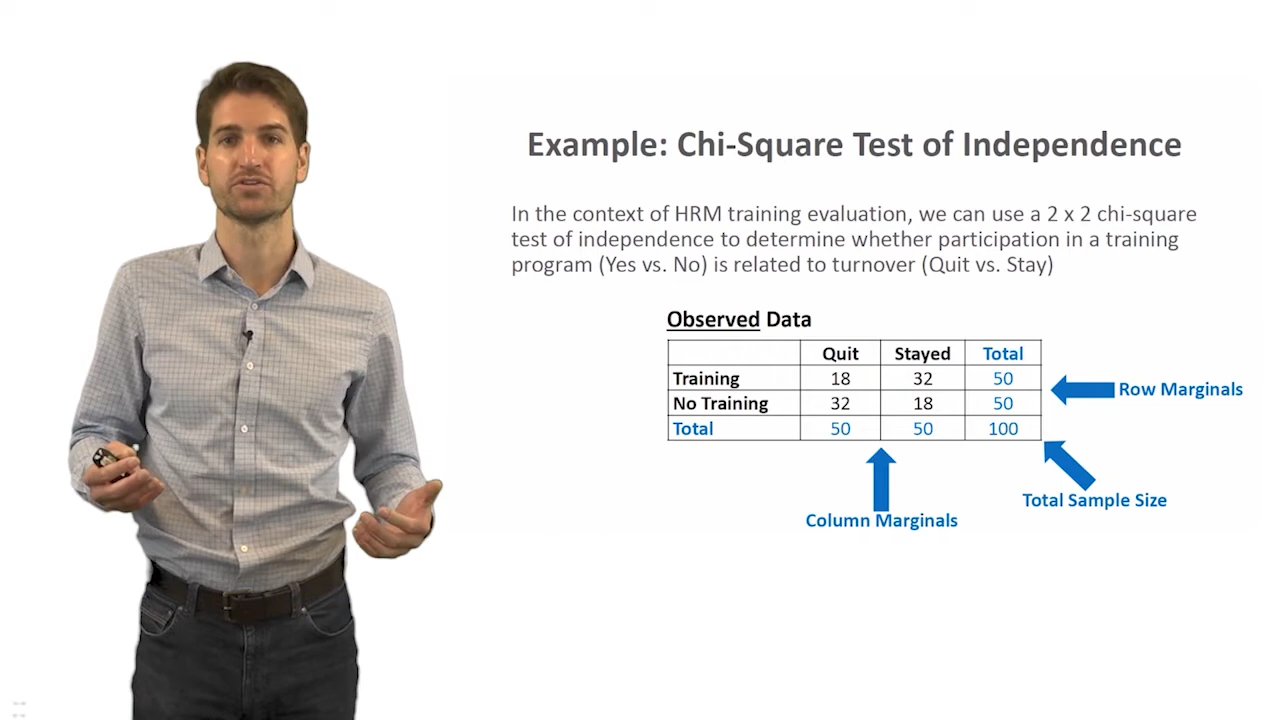 Example: Chi-Square Test of Independence
In the context of HRM training evaluation, we can use a 2 x 2 chi-square
test of independence to determine whether participation in a training
program (Yes vs. No) is related to turnover (Quit vs. Stay)
Observed Data
Quit Stayed Total
Training 18 32 50
No Training 32 18 50
Total 50 50 100
Row Marginals
Total Sample Size
Column Marginals